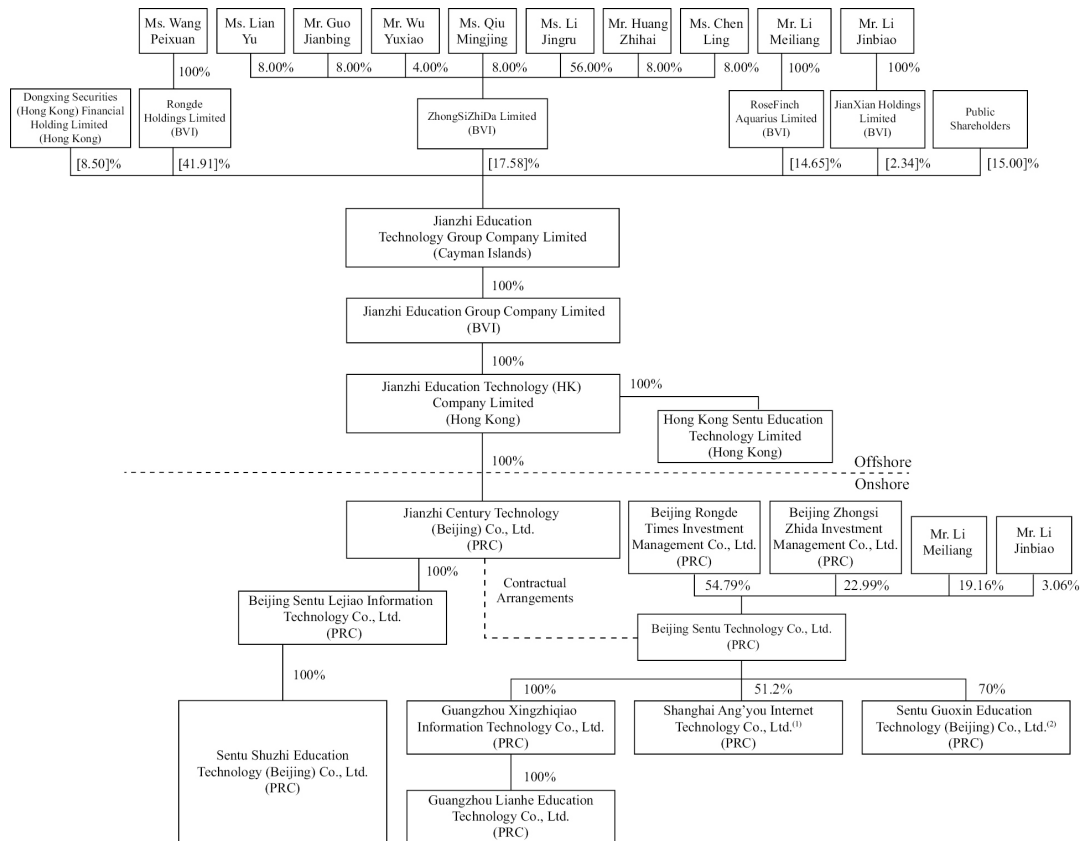 Ms. Wang
Peixuan
Ms. Lian
Yu
Mr. Guo
Jianbing
Mr. Wu
Yuxiao
Ms. Qiu
Mingjing
Ms. Li
Jingru
Mr. Huang
Zhihai
Ms. Chen
Ling
Mr. Li
Meiliang
Mr. Li
Jinbiao
100%
8.00%
8.00%
4.00%
8.00%
56.00%
8.00%
8.00%
100%
100%
Dongxing Securities
(Hong Kong) Financial
Holding Limited
(Hong Kong)
Rongde
Holdings Limited
(BVI)
ZhongSiZhiDa Limited
(BVI)
RoseFinch
Aquarius Limited
(BVI)
JianXian Holdings
Limited
(BVI)
Public
Shareholders
[8.50]%
[41.91]%
[17.58]%
[14.65]%
[2.34]%
[15.00]%
Jianzhi Education
Technology Group Company Limited
(Cayman Islands)
100%
Jianzhi Education Group Company Limited
(BVI)
100%
Jianzhi Education Technology (HK)
Company Limited
(Hong Kong)
100%
Hong Kong Sentu Education
Technology Limited
(Hong Kong)
100%
Offshore
Onshore
Jianzhi Century Technology
(Beijing) Co., Ltd.
(PRC)
Beijing Rongde
Times Investment
Management Co., Ltd.
(PRC)
Beijing Zhongsi
Zhida Investment
Management Co., Ltd.
(PRC)
Mr. Li
Meiliang
Mr. Li
Jinbiao
100%
Contractual
Arrangements
54.79%
22.99%
19.16%
3.06%
Beijing Sentu Lejiao Information
Technology Co., Ltd.
(PRC)
Beijing Sentu Technology Co., Ltd.
(PRC)
100%
100%
51.2%
70%
Sentu Shuzhi Education
Technology (Beijing) Co., Ltd.
(PRC)
Guangzhou Xingzhiqiao
Information Technology Co., Ltd.
(PRC)
Shanghai Ang’you Internet
Technology Co., Ltd.(1)
(PRC)
Sentu Guoxin Education
Technology (Beijing) Co., Ltd.(2)
(PRC)
100%
Guangzhou Lianhe Education
Technology Co., Ltd.
(PRC)